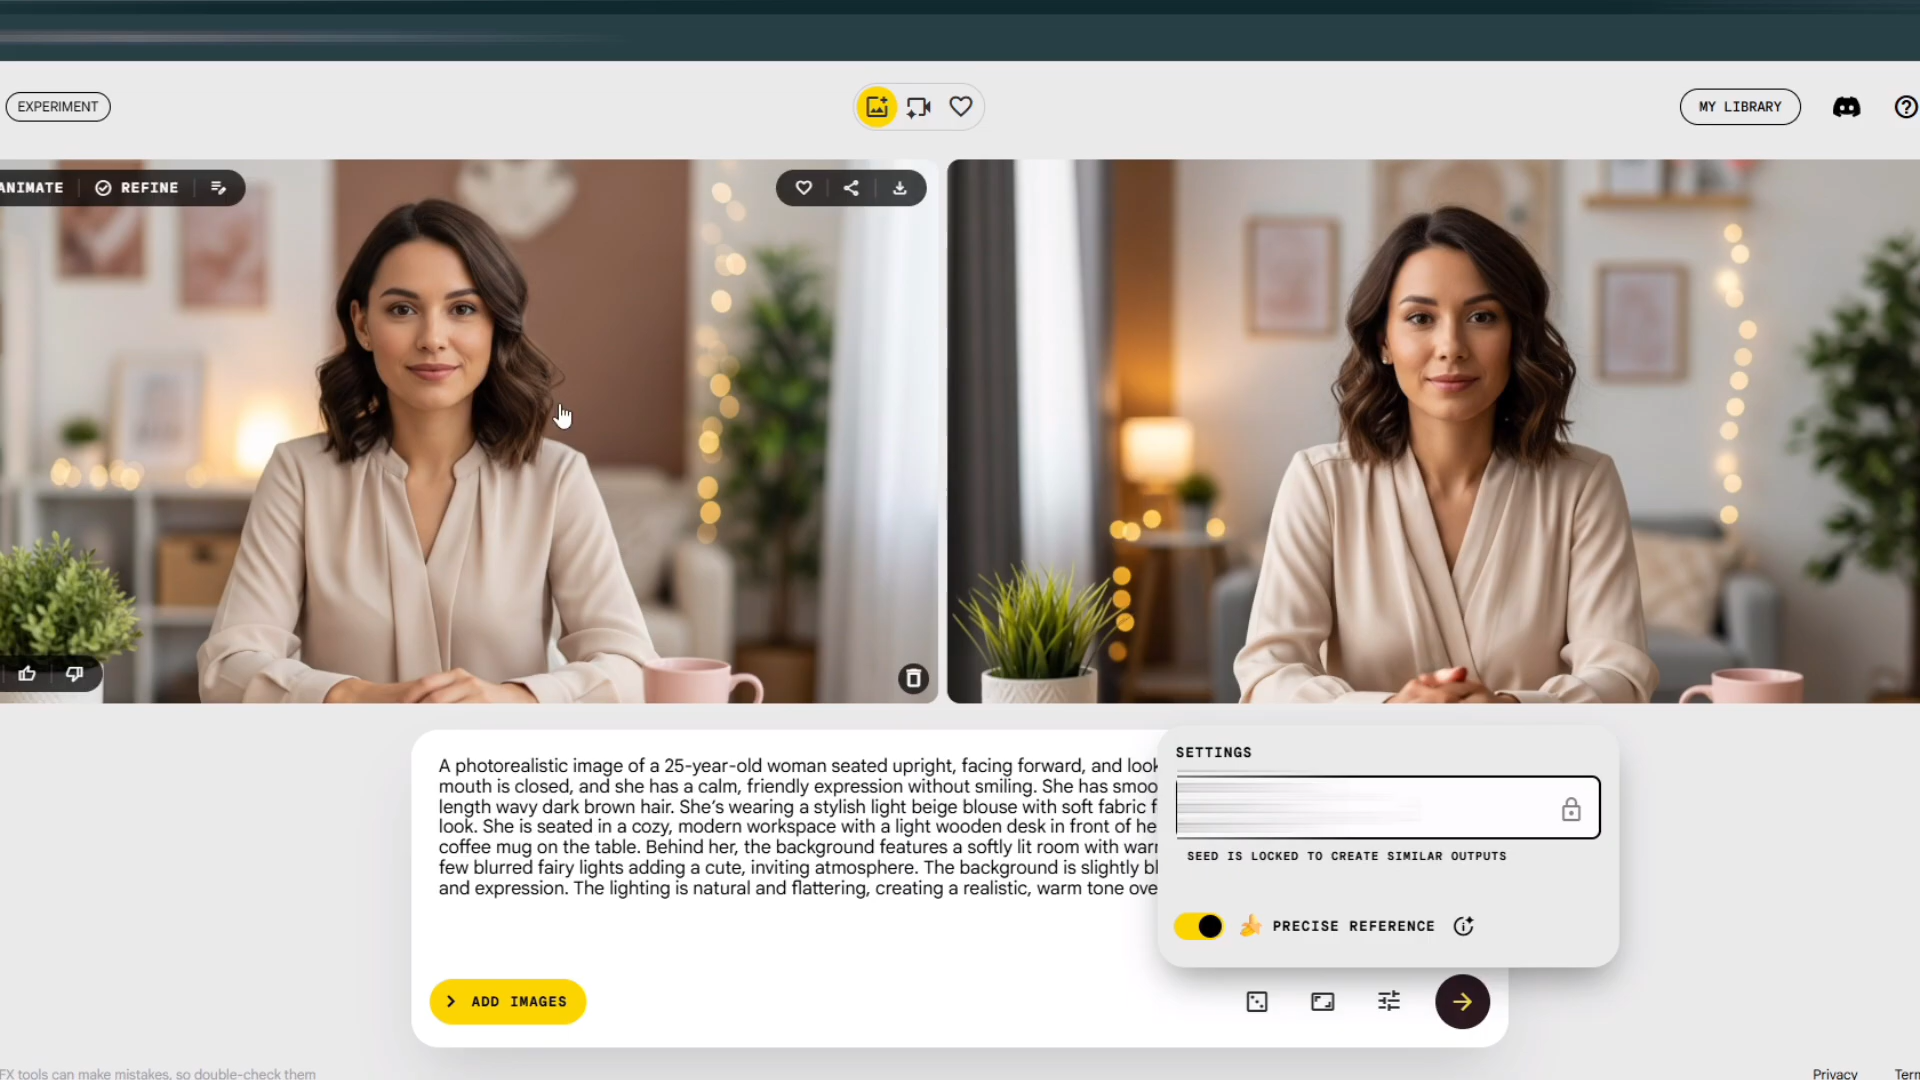 EXPERIMENT
MY LIBRARY
ANIMATE
REFINE
A photorealistic image of a 25-year-old woman seated upright, facing forward, and look
mouth is closed, and she has a calm, friendly expression without smiling. She has smoo
length wavy dark brown hair. She's wearing a stylish light beige blouse with soft fabric f
look. She is seated in a cozy, modern workspace with a light wooden desk in front of he
coffee mug on the table. Behind her, the background features a softly lit room with warm
few blurred fairy lights adding a cute, inviting atmosphere. The background is slightly bl
and expression. The lighting is natural and flattering, creating a realistic, warm tone ove
SETTINGS
SEED IS LOCKED TO CREATE SIMILAR OUTPUTS
PRECISE REFERENCE
ADD IMAGES
FX tools can make mistakes, so double-check them
Privacy
Term